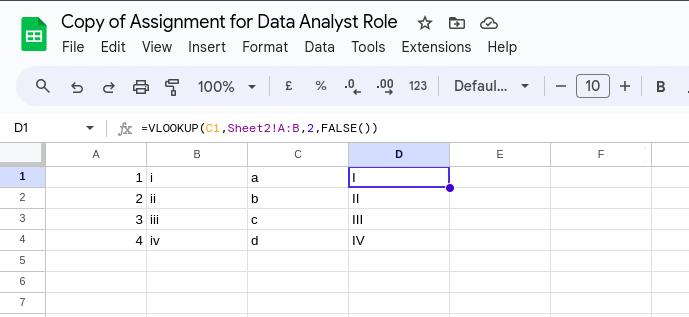 Copy of Assignment for Data Analyst Role
File Edit View Insert Format Data Tools Extensions Help
100% £ % .0 .00 123 Defaul... − 10 + B
D1 fx =VLOOKUP(C1,Sheet2!A:B,2,FALSE())
A B C D E F
1 1 i a I
2 2 ii b II
3 3 iii c III
4 4 iv d IV
5
6
7